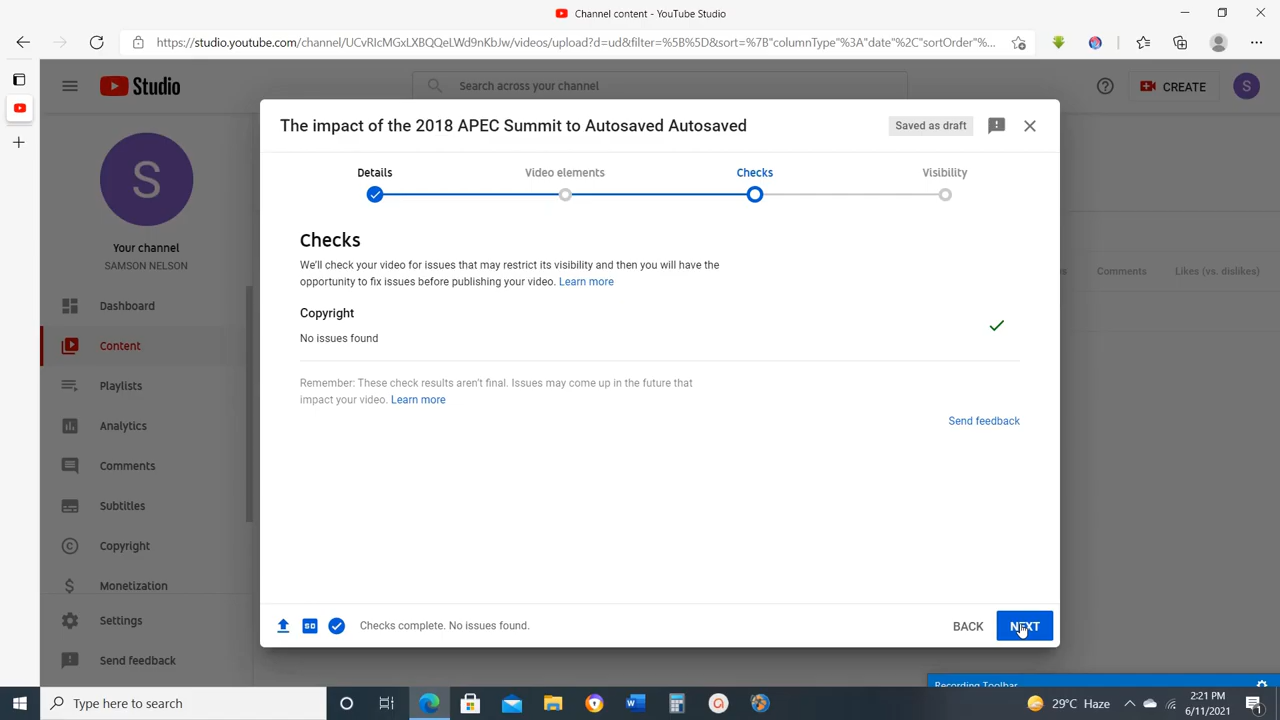 Channel content - YouTube Studio
https://studio.youtube.com/channel/UCvRIcMGxLXBQQeLWd9nKbJw/videos/upload?d=ud&filter=%5B%5D&sort=%7B"columnType"%3A"date"%2C"sortOrder"%...
Studio
Search across your channel
CREATE
S
S
Your channel
SAMSON NELSON
Dashboard
Content
Playlists
Analytics
Comments
Subtitles
Copyright
Monetization
Settings
Send feedback
The impact of the 2018 APEC Summit to Autosaved Autosaved
Saved as draft
Details
Video elements
Checks
Visibility
Checks
We'll check your video for issues that may restrict its visibility and then you will have the
opportunity to fix issues before publishing your video. Learn more
Copyright
No issues found
Remember: These check results aren't final. Issues may come up in the future that
impact your video. Learn more
Send feedback
SD
Checks complete. No issues found.
BACK
NEXT
Comments
Likes (vs. dislikes)
Recording Toolbar
Type here to search
29°C Haze
2:21 PM
6/11/2021